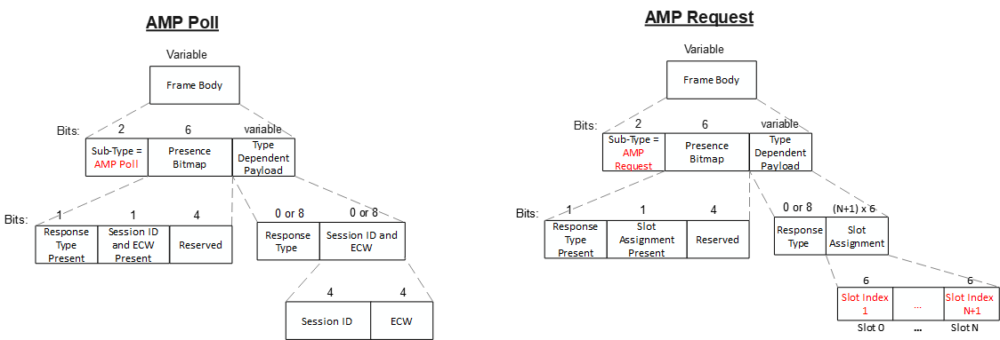 AMP Poll
Variable
Frame Body
Bits: 2 6 variable
Sub-Type =
AMP Poll
Presence
Bitmap
Type
Dependent
Payload
Bits: 1 1 4
Response
Type
Present
Session ID
and ECW
Present
Reserved
0 or 8 0 or 8
Response
Type
Session ID and
ECW
4 4
Session ID
ECW
AMP Request
Variable
Frame Body
Bits: 2 6 variable
Sub-Type =
AMP
Request
Presence
Bitmap
Type
Dependent
Payload
Bits: 1 1 4
Response
Type
Present
Slot
Assignment
Present
Reserved
0 or 8 (N+1) x 6
Response
Type
Slot
Assignment
6 6
Slot Index
1
...
Slot Index
N+1
Slot 0 ... Slot N